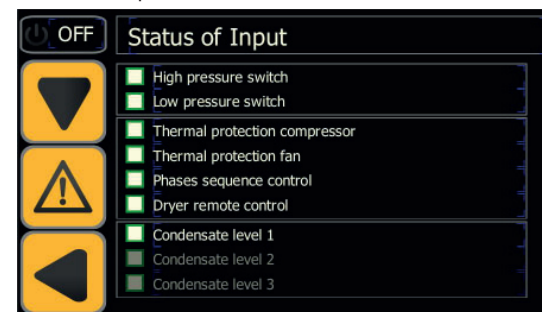 OFF
Status of Input
High pressure switch
Low pressure switch
Thermal protection compressor
Thermal protection fan
Phases sequence control
Dryer remote control
Condensate level 1
Condensate level 2
Condensate level 3